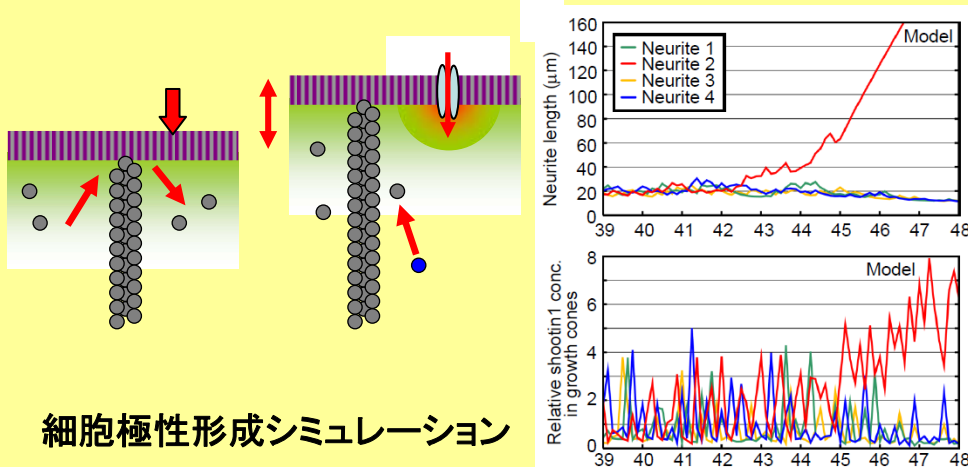 細胞極性形成シミュレーション
Neurite length (μm)
160
140
120
100
80
60
40
20
0
Model
Neurite 1
Neurite 2
Neurite 3
Neurite 4
39 40 41 42 43 44 45 46 47 48
Relative shootin1 conc.
in growth cones
8
6
4
2
0
Model
39 40 41 42 43 44 45 46 47 48